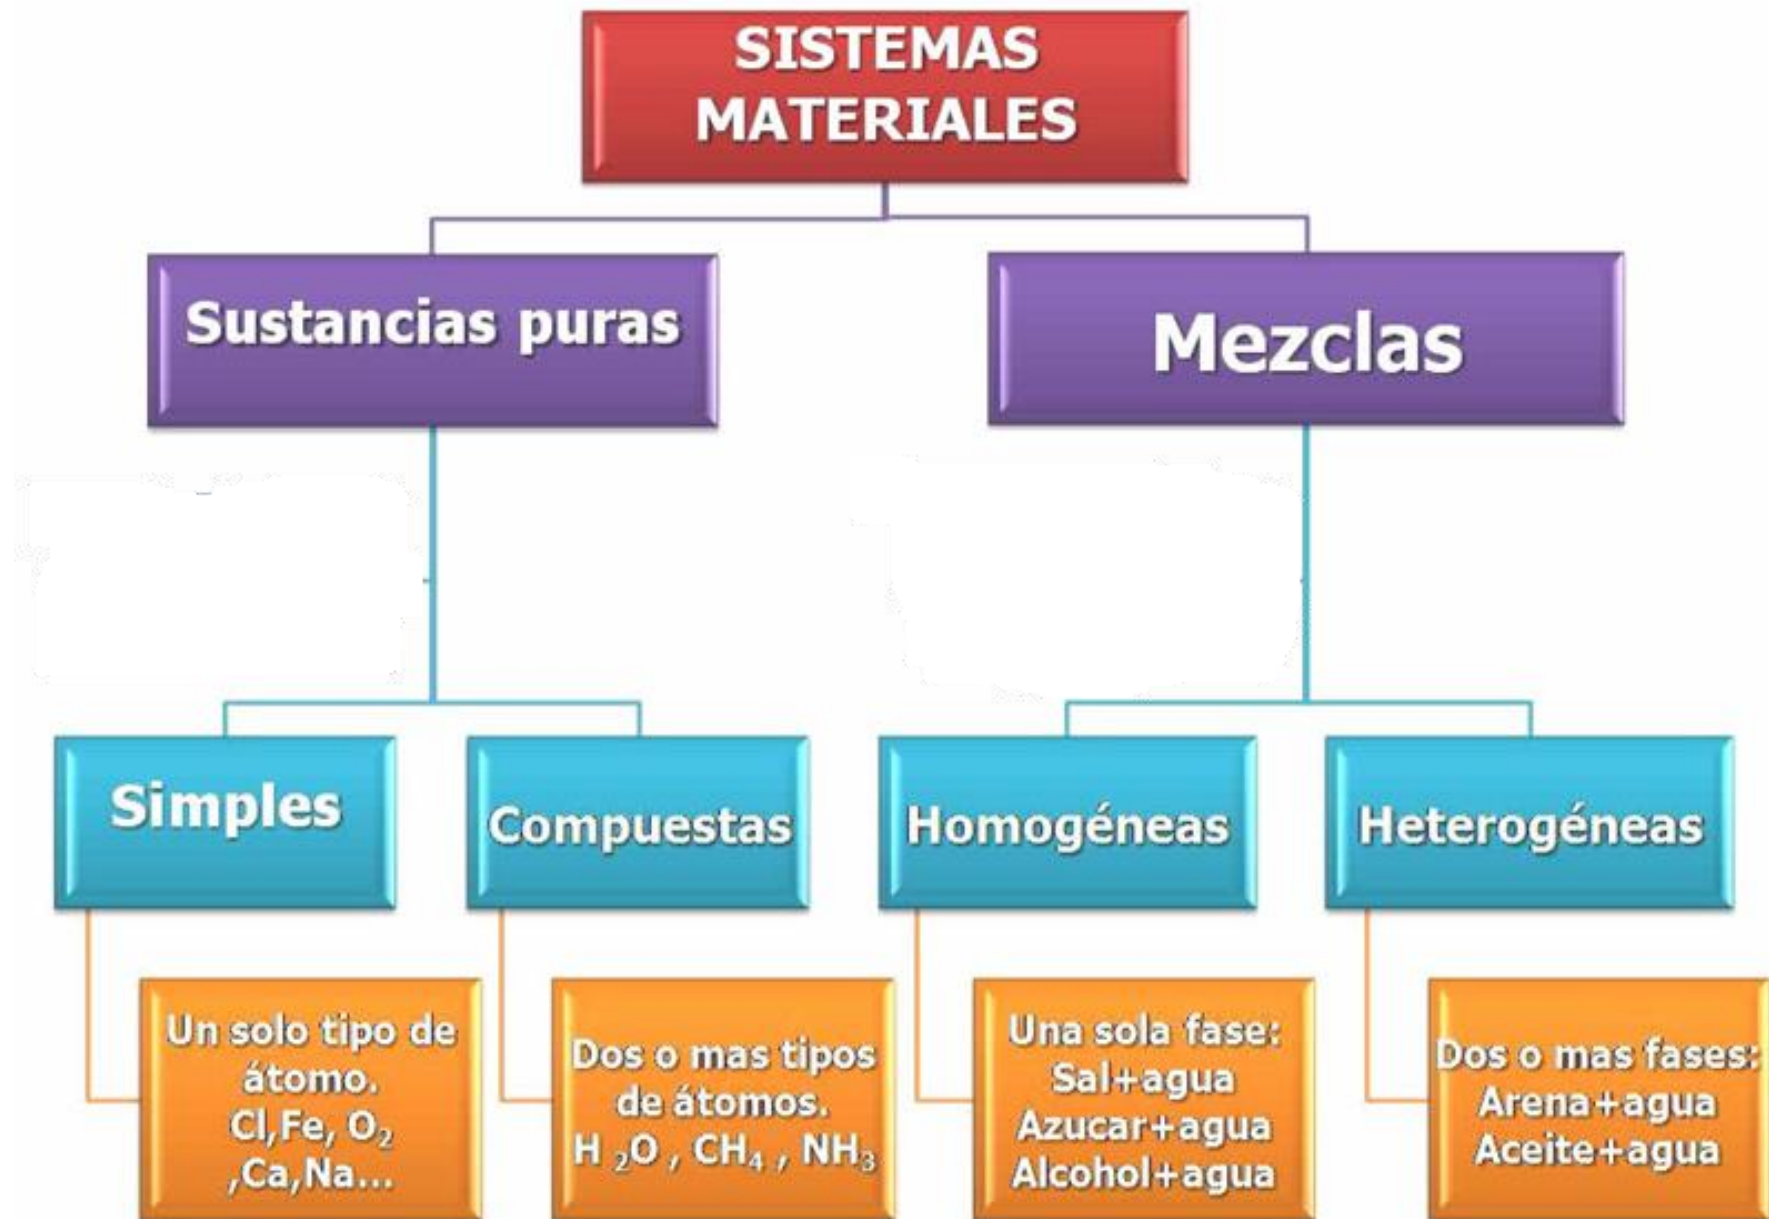 SISTEMAS
MATERIALES
Sustancias puras
Mezclas
Simples
Compuestas
Homogéneas
Heterogéneas
Un solo tipo de
átomo.
Cl,Fe, O₂
,Ca,Na...
Dos o mas tipos
de átomos.
H ₂O , CH₄ , NH₃
Una sola fase:
Sal+agua
Azucar+agua
Alcohol+agua
Dos o mas fases:
Arena+agua
Aceite+agua